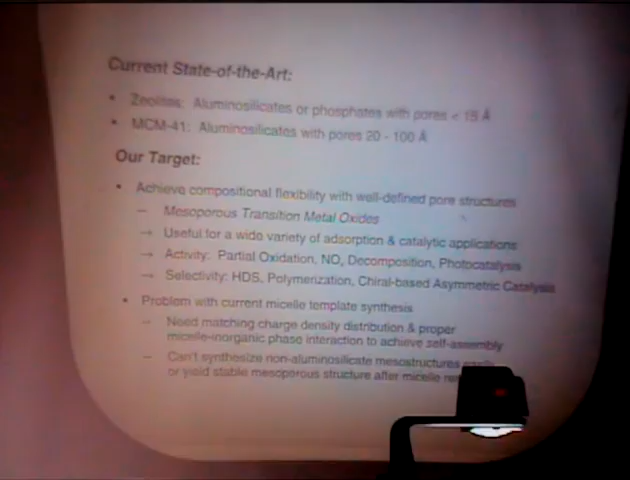 Current State-of-the-Art:
• Zeolites: Aluminosilicates or phosphates with pores < 15 Å
• MCM-41: Aluminosilicates with pores 20 - 100 Å
Our Target:
• Achieve compositional flexibility with well-defined pore structures
– Mesoporous Transition Metal Oxides
→ Useful for a wide variety of adsorption & catalytic applications
→ Activity: Partial Oxidation, NO, Decomposition, Photocatalysis
→ Selectivity: HDS, Polymerization, Chiral-based Asymmetric Catalysis
• Problem with current micelle template synthesis
– Need matching charge density distribution & proper
micelle-inorganic phase interaction to achieve self-assembly
– Can't synthesize non-aluminosilicate mesostructures
or yield stable mesoporous structure after micelle